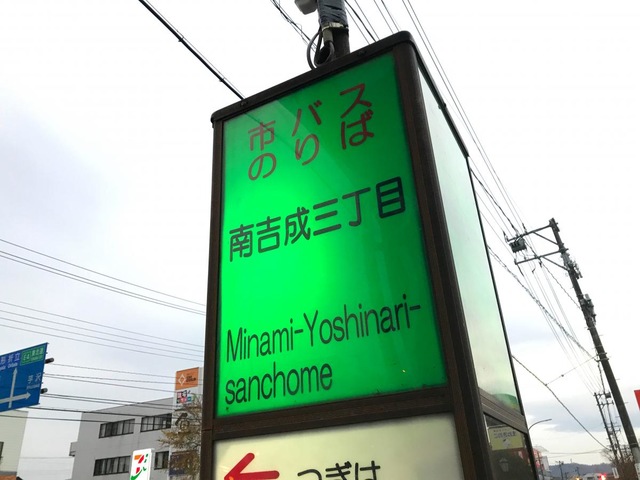 市バス
のりば
南吉成三丁目
Minami-Yoshinari-
sanchome
つぎは